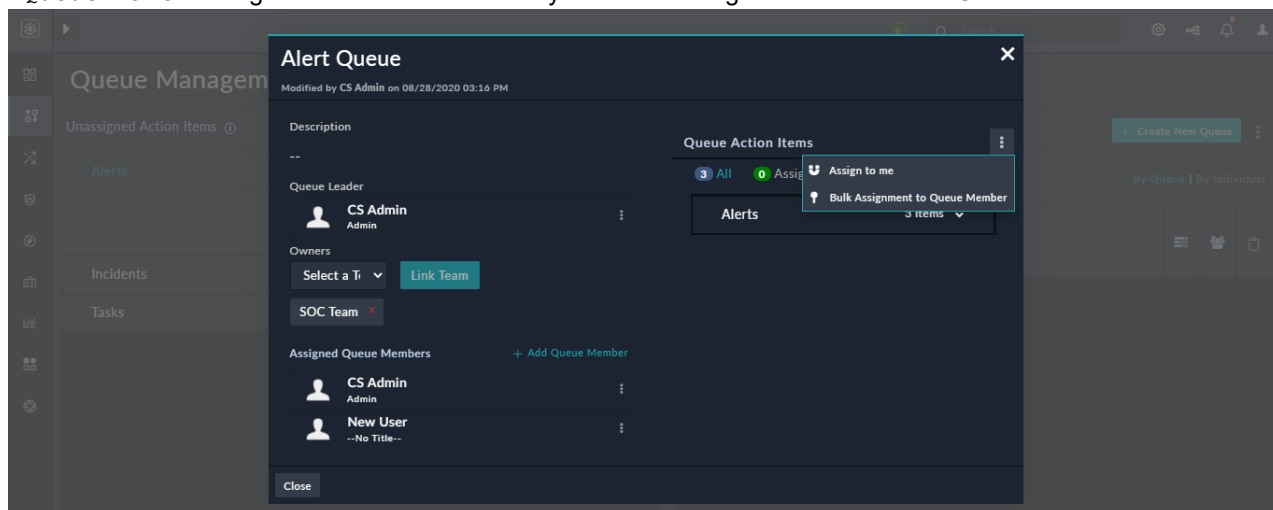 Search
Queue Managem
Unassigned Action Items
+ Create New Queue
Alerts
By Queue | By Individual
Incidents
Tasks
Alert Queue
Modified by CS Admin on 08/28/2020 03:16 PM
Description
--
Queue Leader
CS Admin
Admin
Owners
Select a T
Link Team
SOC Team ×
Assigned Queue Members
+ Add Queue Member
CS Admin
Admin
New User
--No Title--
Queue Action Items
3 All
0 Assig
Assign to me
Bulk Assignment to Queue Member
Alerts
3 Items
Close